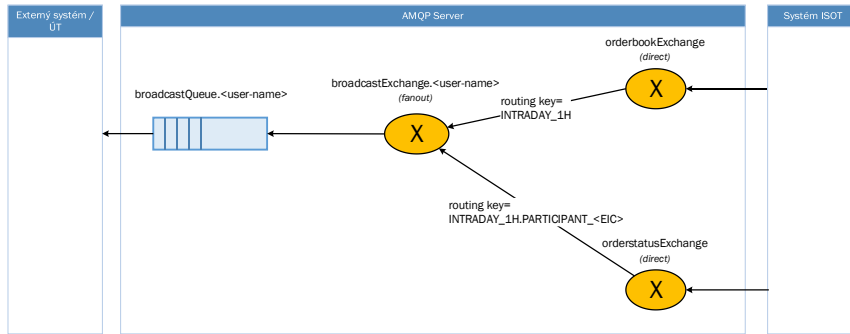 Externý systém /
ÚT
AMQP Server
Systém ISOT
orderbookExchange
(direct)
X
broadcastExchange.<user-name>
(fanout)
X
broadcastQueue.<user-name>
routing key=
INTRADAY_1H
routing key=
INTRADAY_1H.PARTICIPANT_<EIC>
orderstatusExchange
(direct)
X